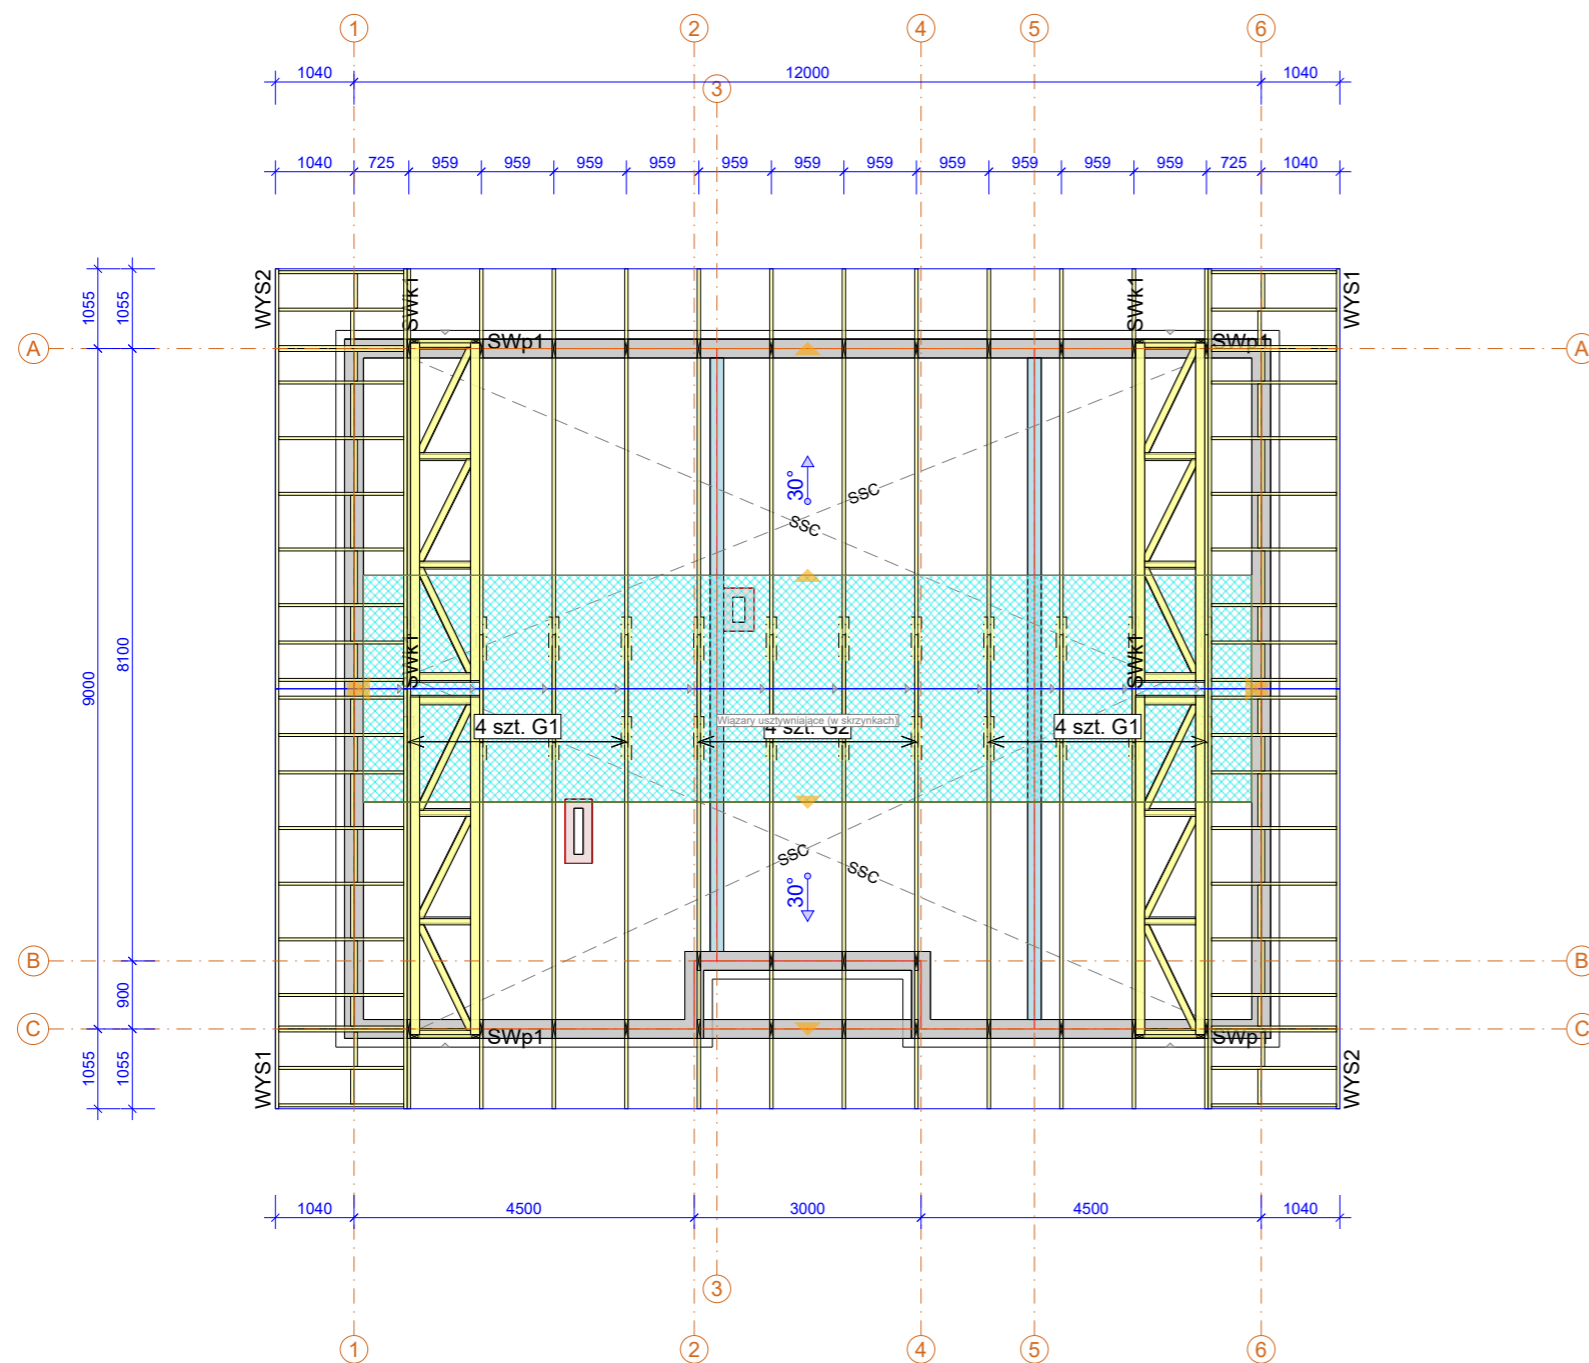 1 2 4 5 6
1040 12000 1040
3
1040 725 959 959 959 959 959 959 959 959 959 959 959 725 1040
WYS2 SWk1 SWk1 WYS1
1055 1055
A SWp1 SWp1 A
30° ssc
ssc
9000 8100 SWk1 SWk1
4 szt. G1 Wiązary usztywniające (w skrzynkach) 4 szt. G1
4 szt. G2
ssc
30° ssc
B B
900
C SWp1 SWp1 C
1055 1055 WYS1 WYS2
1040 4500 3000 4500 1040
3
1 2 4 5 6